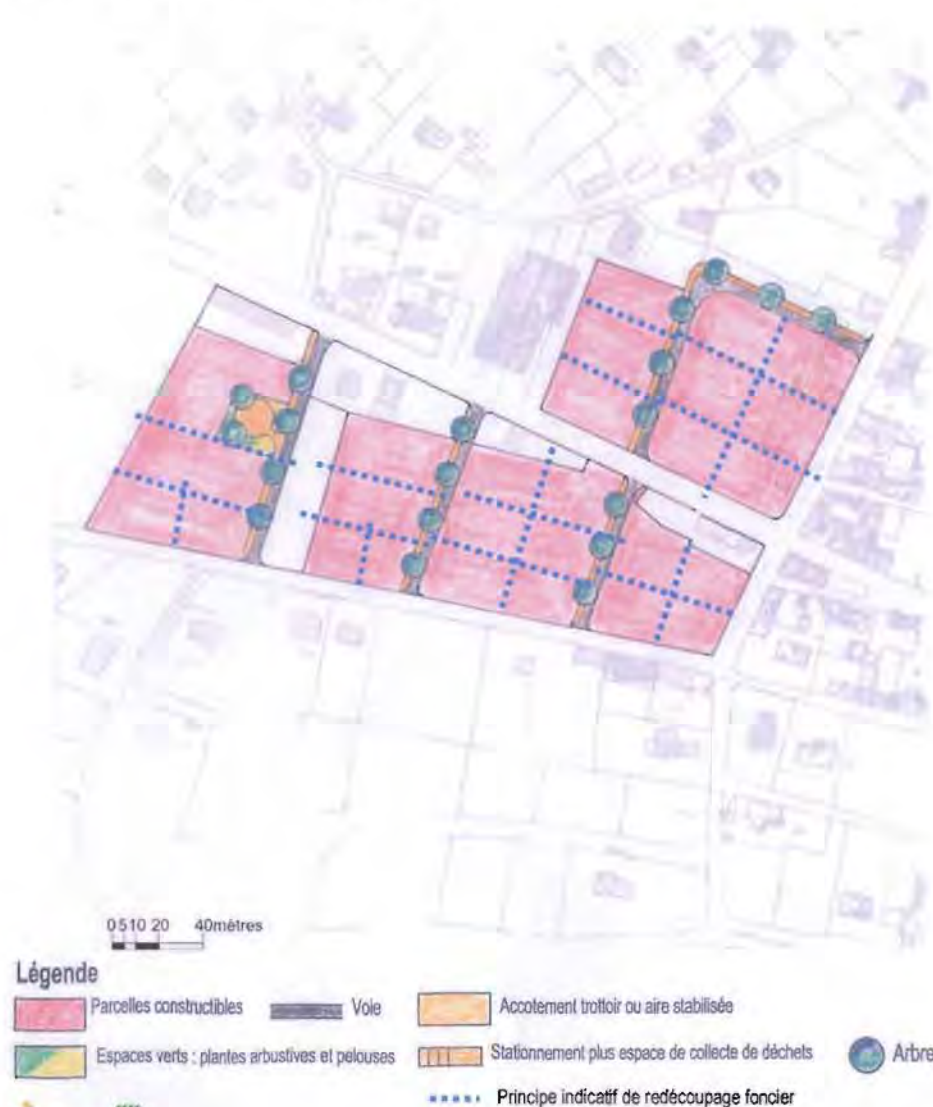 0 5 10 20 40mètres
Légende
Parcelles constructibles
Voie
Accotement trottoir ou aire stabilisée
Espaces verts : plantes arbustives et pelouses
Stationnement plus espace de collecte de déchets
Arbre
Principe indicatif de redécoupage foncier